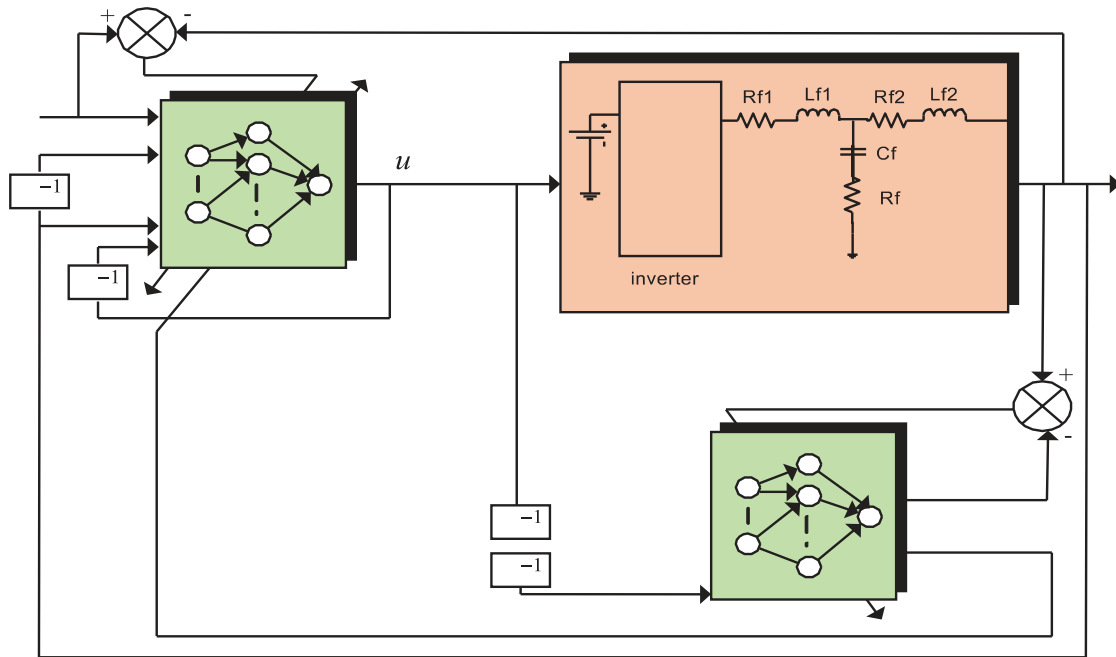 + -
Rf1 Lf1 Rf2 Lf2
+
-
Cf
Rf
inverter
u
−1
−1
+
-
−1
−1